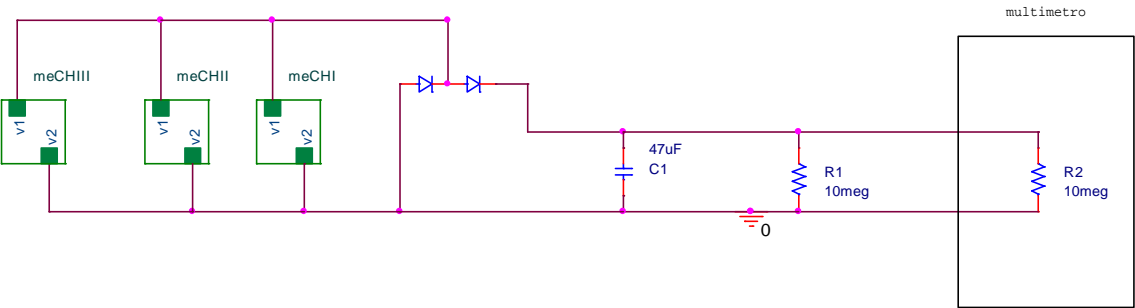 multimetro
meCHIII
meCHII
meCHI
v1
v2
v1
v2
v1
v2
47uF
C1
R1
10meg
R2
10meg
0